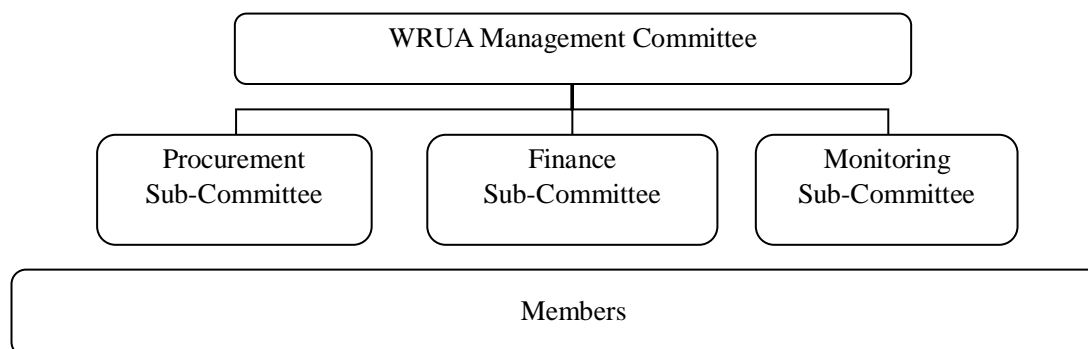 WRUA Management Committee
Procurement
Sub-Committee
Finance
Sub-Committee
Monitoring
Sub-Committee
Members